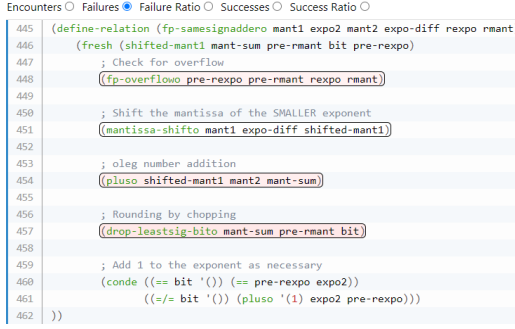 Encounters Failures Failure Ratio Successes Success Ratio
445 (define-relation (fp-samesignaddero mant1 expo2 mant2 expo-diff rexpo rmant
446 (fresh (shifted-mant1 mant-sum pre-rmant bit pre-rexpo)
447 ; Check for overflow
448 (fp-overflowo pre-rexpo pre-rmant rexpo rmant)
449
450 ; Shift the mantissa of the SMALLER exponent
451 (mantissa-shifto mant1 expo-diff shifted-mant1)
452
453 ; oleg number addition
454 (pluso shifted-mant1 mant2 mant-sum)
455
456 ; Rounding by chopping
457 (drop-leastsig-bito mant-sum pre-rmant bit)
458
459 ; Add 1 to the exponent as necessary
460 (conde ((== bit '()) (== pre-rexpo expo2))
461 ((=/= bit '()) (pluso '(1) expo2 pre-rexpo)))
462 ))